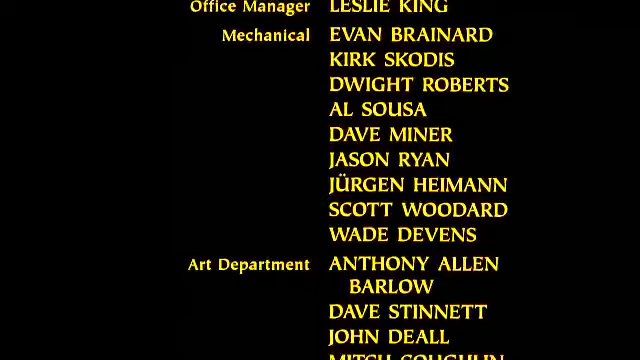 Office Manager LESLIE KING
Mechanical EVAN BRAINARD
KIRK SKODIS
DWIGHT ROBERTS
AL SOUSA
DAVE MINER
JASON RYAN
JÜRGEN HEIMANN
SCOTT WOODARD
WADE DEVENS
Art Department ANTHONY ALLEN
BARLOW
DAVE STINNETT
JOHN DEALL
MITCH COUGHLIN